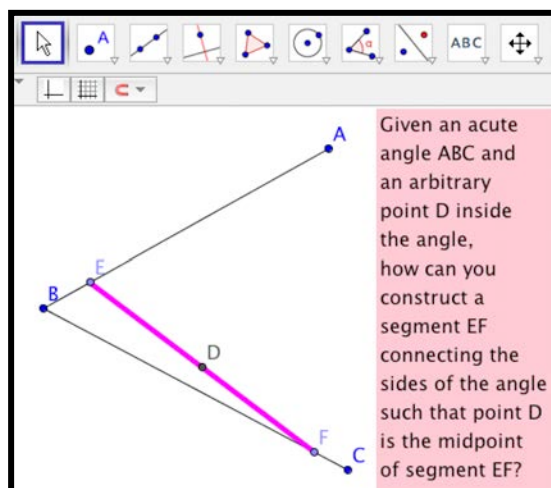 A
α
ABC
Given an acute
angle ABC and
an arbitrary
point D inside
the angle,
how can you
construct a
segment EF
connecting the
sides of the angle
such that point D
is the midpoint
of segment EF?
A
E
B
D
F
C